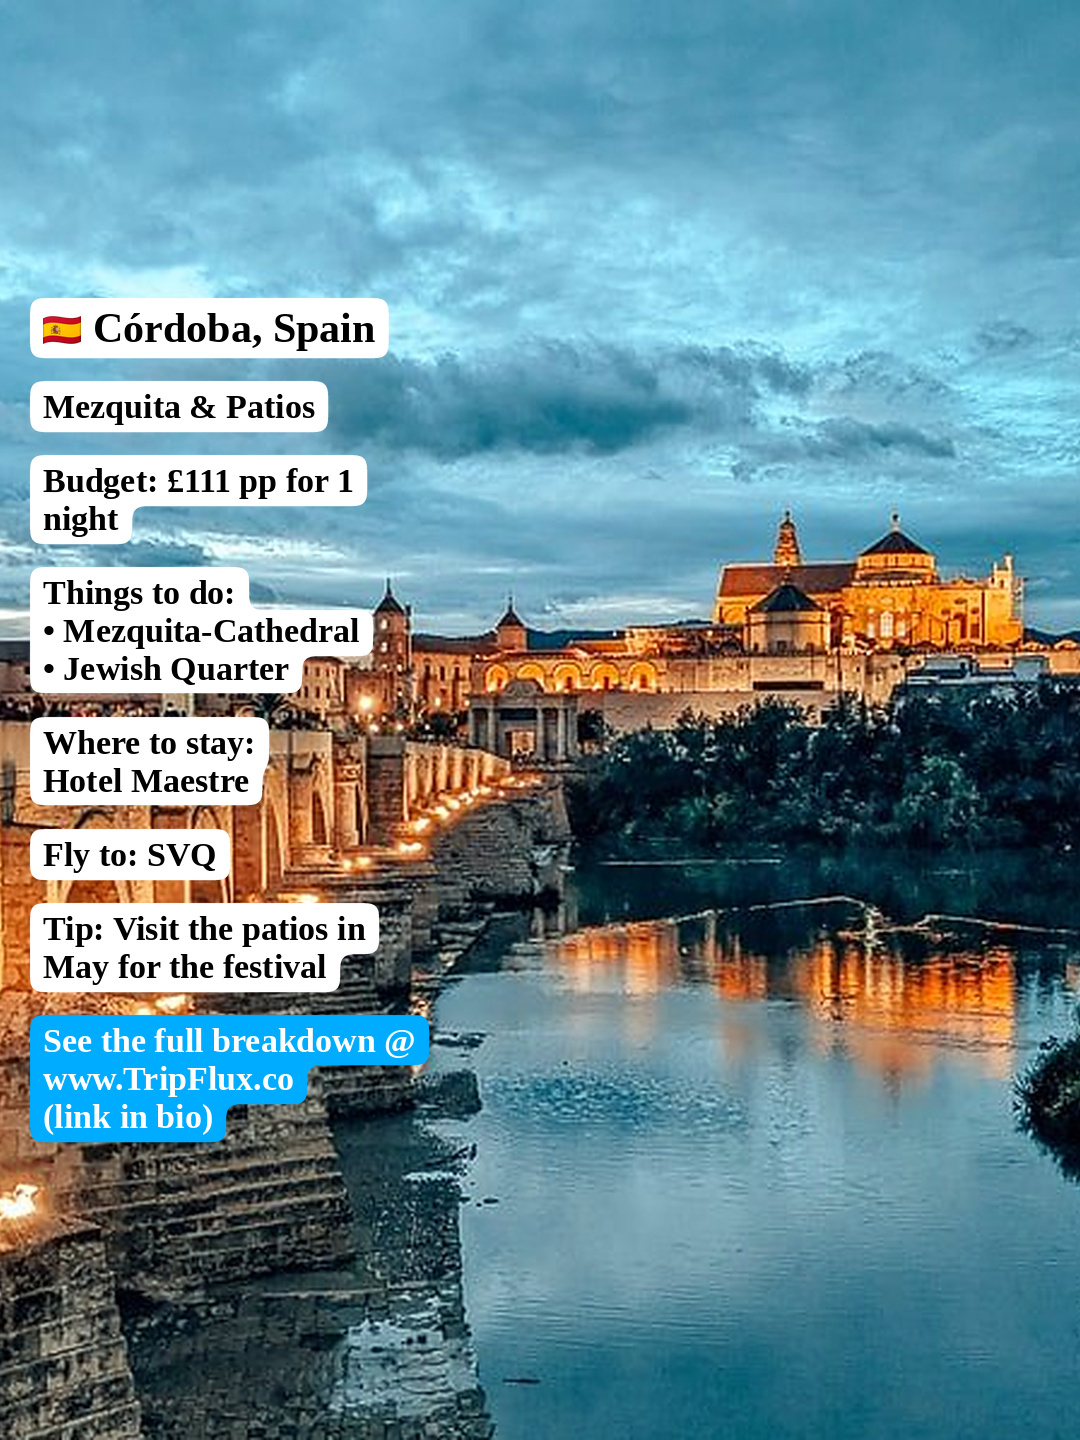 🇪🇸 Córdoba, Spain
Mezquita & Patios
Budget: £111 pp for 1
night
Things to do:
• Mezquita-Cathedral
• Jewish Quarter
Where to stay:
Hotel Maestre
Fly to: SVQ
Tip: Visit the patios in
May for the festival
See the full breakdown @
www.TripFlux.co
(link in bio)